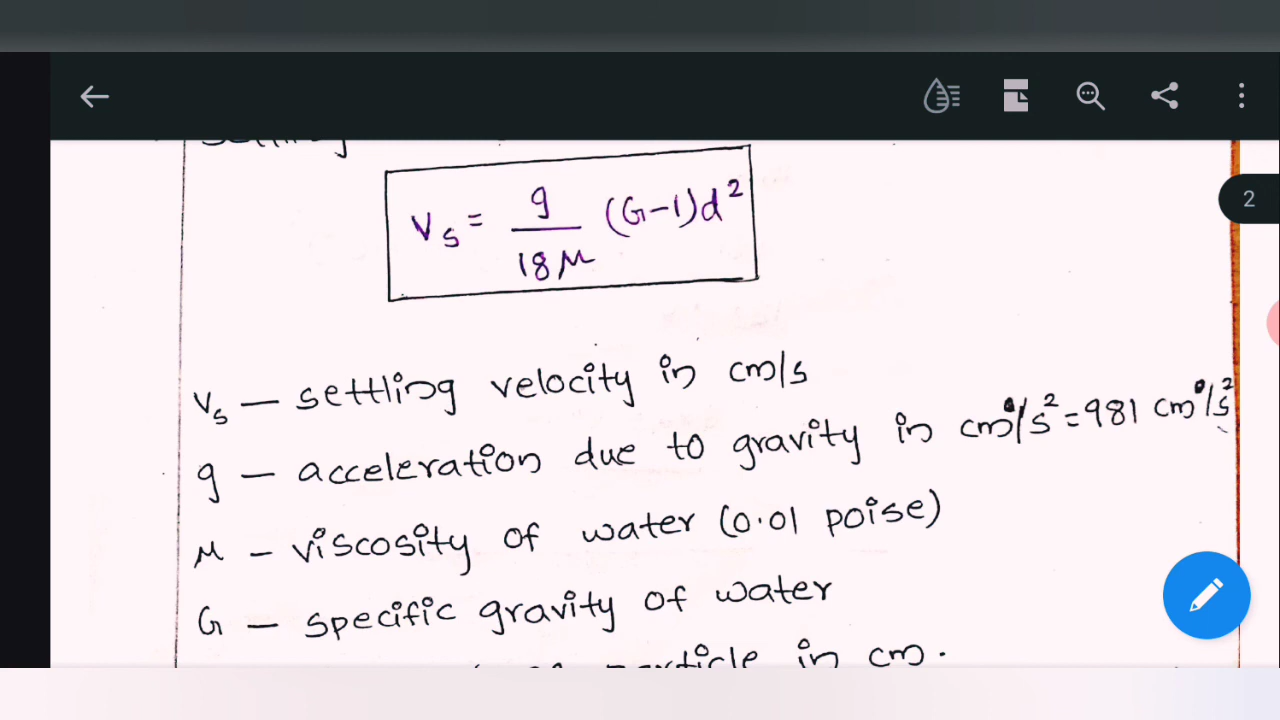 2
Vs = g/18μ (G-1)d²
Vs — settling velocity in cm/s
g — acceleration due to gravity in cm/s² = 981 cm/s²
μ — viscosity of water (0.01 poise)
G — specific gravity of water
particle in cm.